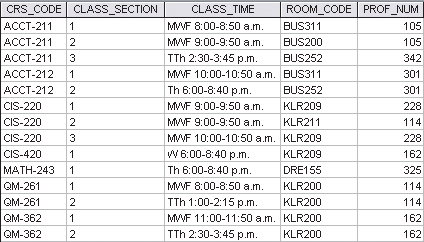 CRS_CODE CLASS_SECTION CLASS_TIME ROOM_CODE PROF_NUM
ACCT-211 1 MWF 8:00-8:50 a.m. BUS311 105
ACCT-211 2 MWF 9:00-9:50 a.m. BUS200 105
ACCT-211 3 TTh 2:30-3:45 p.m. BUS252 342
ACCT-212 1 MWF 10:00-10:50 a.m. BUS311 301
ACCT-212 2 Th 6:00-8:40 p.m. BUS252 301
CIS-220 1 MWF 9:00-9:50 a.m. KLR209 228
CIS-220 2 MWF 9:00-9:50 a.m. KLR211 114
CIS-220 3 MWF 10:00-10:50 a.m. KLR209 228
CIS-420 1 W 6:00-8:40 p.m. KLR209 162
MATH-243 1 Th 6:00-8:40 p.m. DRE155 325
QM-261 1 MWF 8:00-8:50 a.m. KLR200 114
QM-261 2 TTh 1:00-2:15 p.m. KLR200 114
QM-362 1 MWF 11:00-11:50 a.m. KLR200 162
QM-362 2 TTh 2:30-3:45 p.m. KLR200 162